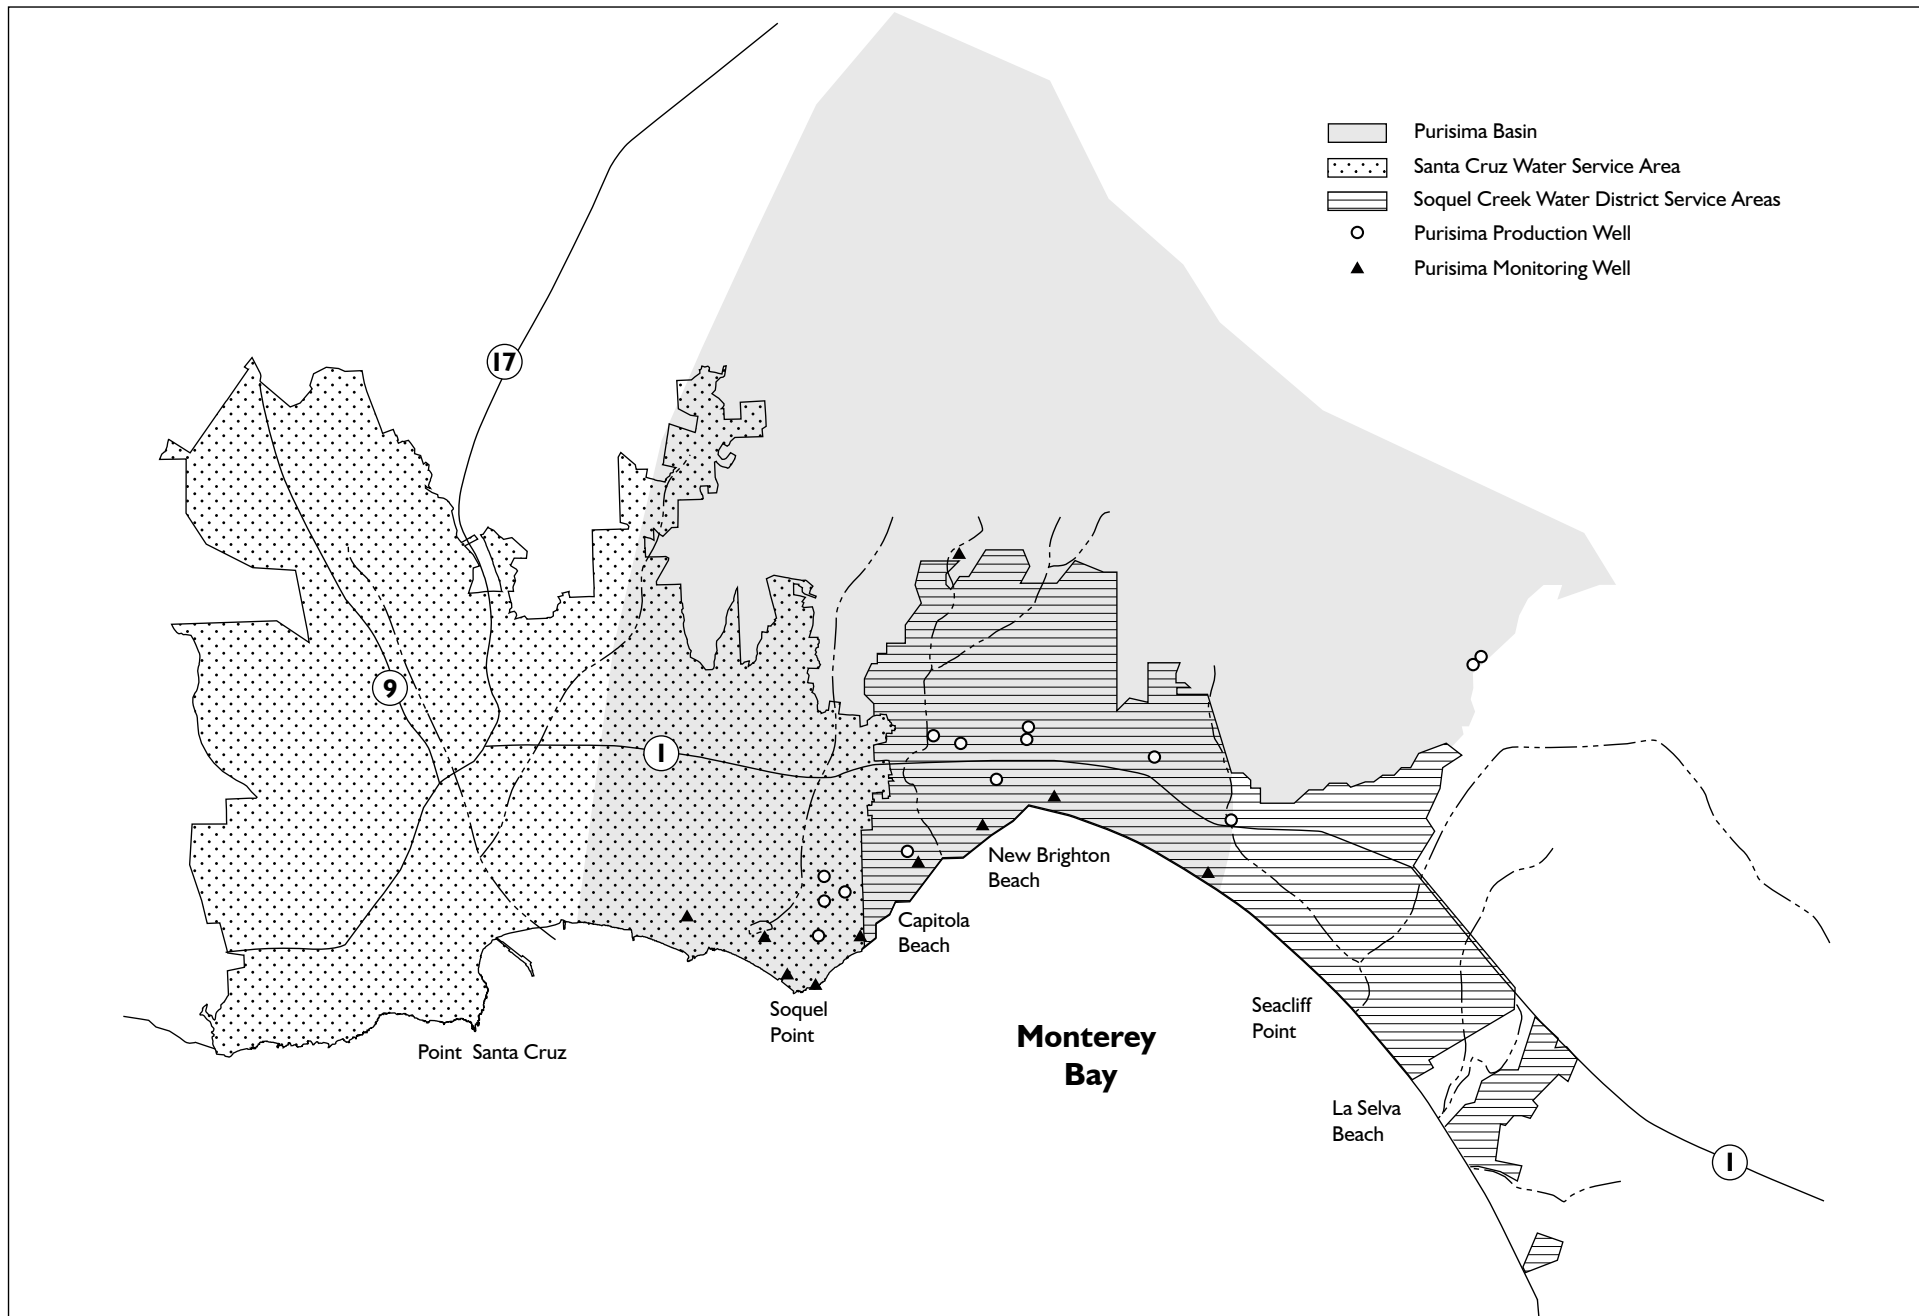 Purisima Basin
Santa Cruz Water Service Area
Soquel Creek Water District Service Areas
Purisima Production Well
Purisima Monitoring Well
17
9
1
New Brighton
Beach
Capitola
Beach
Soquel
Point
Point Santa Cruz
Monterey
Bay
Seacliff
Point
La Selva
Beach
1